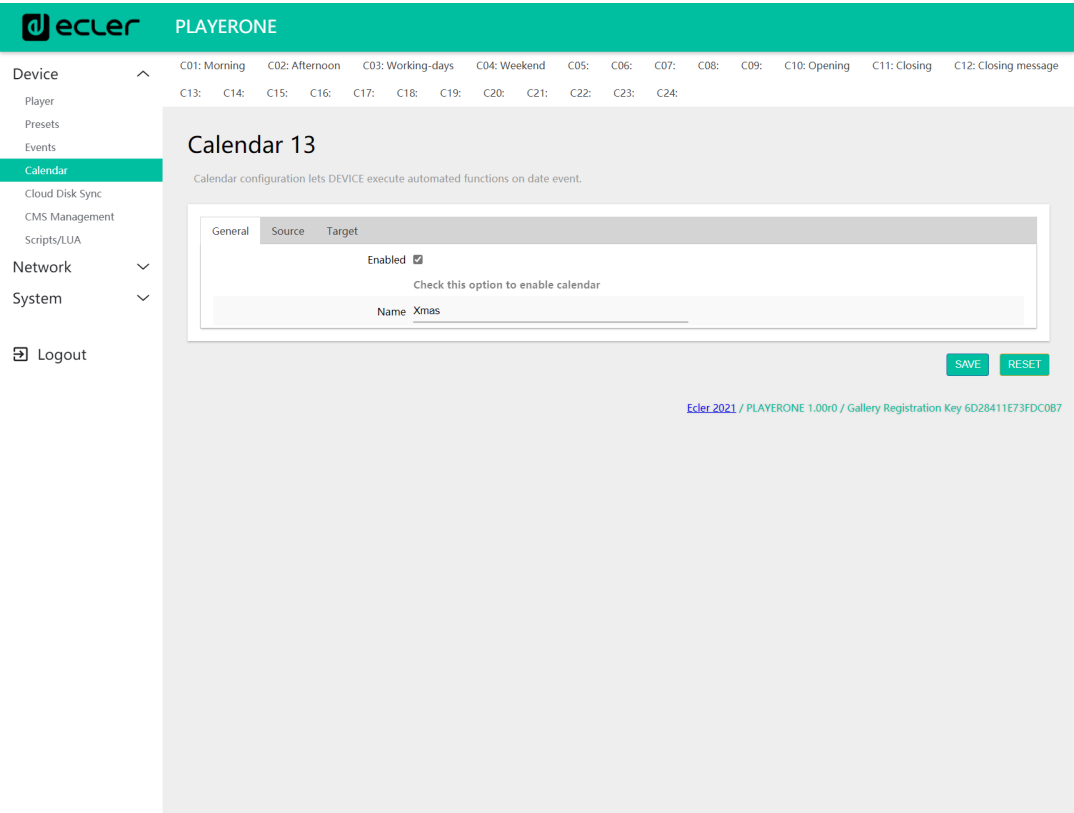 ecler
PLAYERONE
Device
Player
Presets
Events
Calendar
Cloud Disk Sync
CMS Management
Scripts/LUA
Network
System
Logout
C01: Morning C02: Afternoon C03: Working-days C04: Weekend C05: C06: C07: C08: C09: C10: Opening C11: Closing C12: Closing message
C13: C14: C15: C16: C17: C18: C19: C20: C21: C22: C23: C24:
Calendar 13
Calendar configuration lets DEVICE execute automated functions on date event.
General Source Target
Enabled
Check this option to enable calendar
Name Xmas
SAVE RESET
Ecler 2021 / PLAYERONE 1.00r0 / Gallery Registration Key 6D28411E73FDC0B7